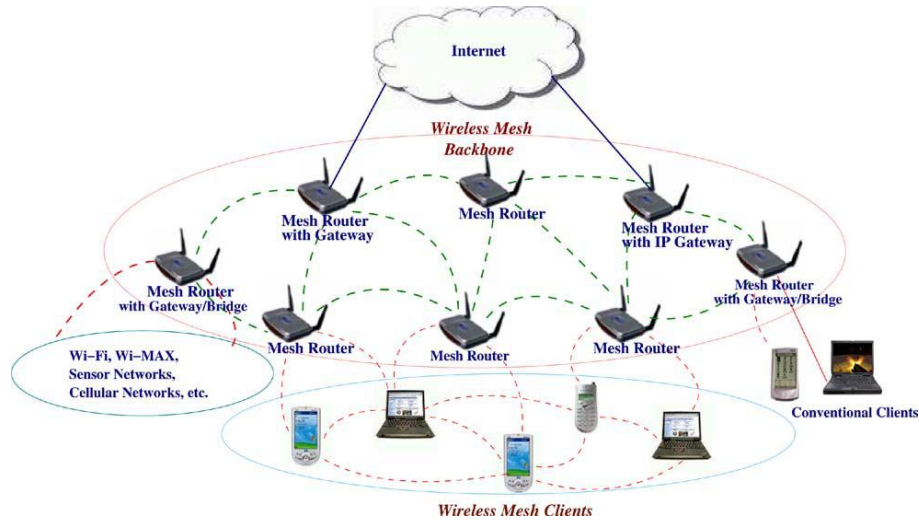 Internet
Wireless Mesh
Backbone
Mesh Router
with Gateway
Mesh Router
Mesh Router
with IP Gateway
Mesh Router
with Gateway/Bridge
Mesh Router
with Gateway/Bridge
Mesh Router
Mesh Router
Mesh Router
Wi−Fi, Wi−MAX,
Sensor Networks,
Cellular Networks, etc.
Conventional Clients
Wireless Mesh Clients